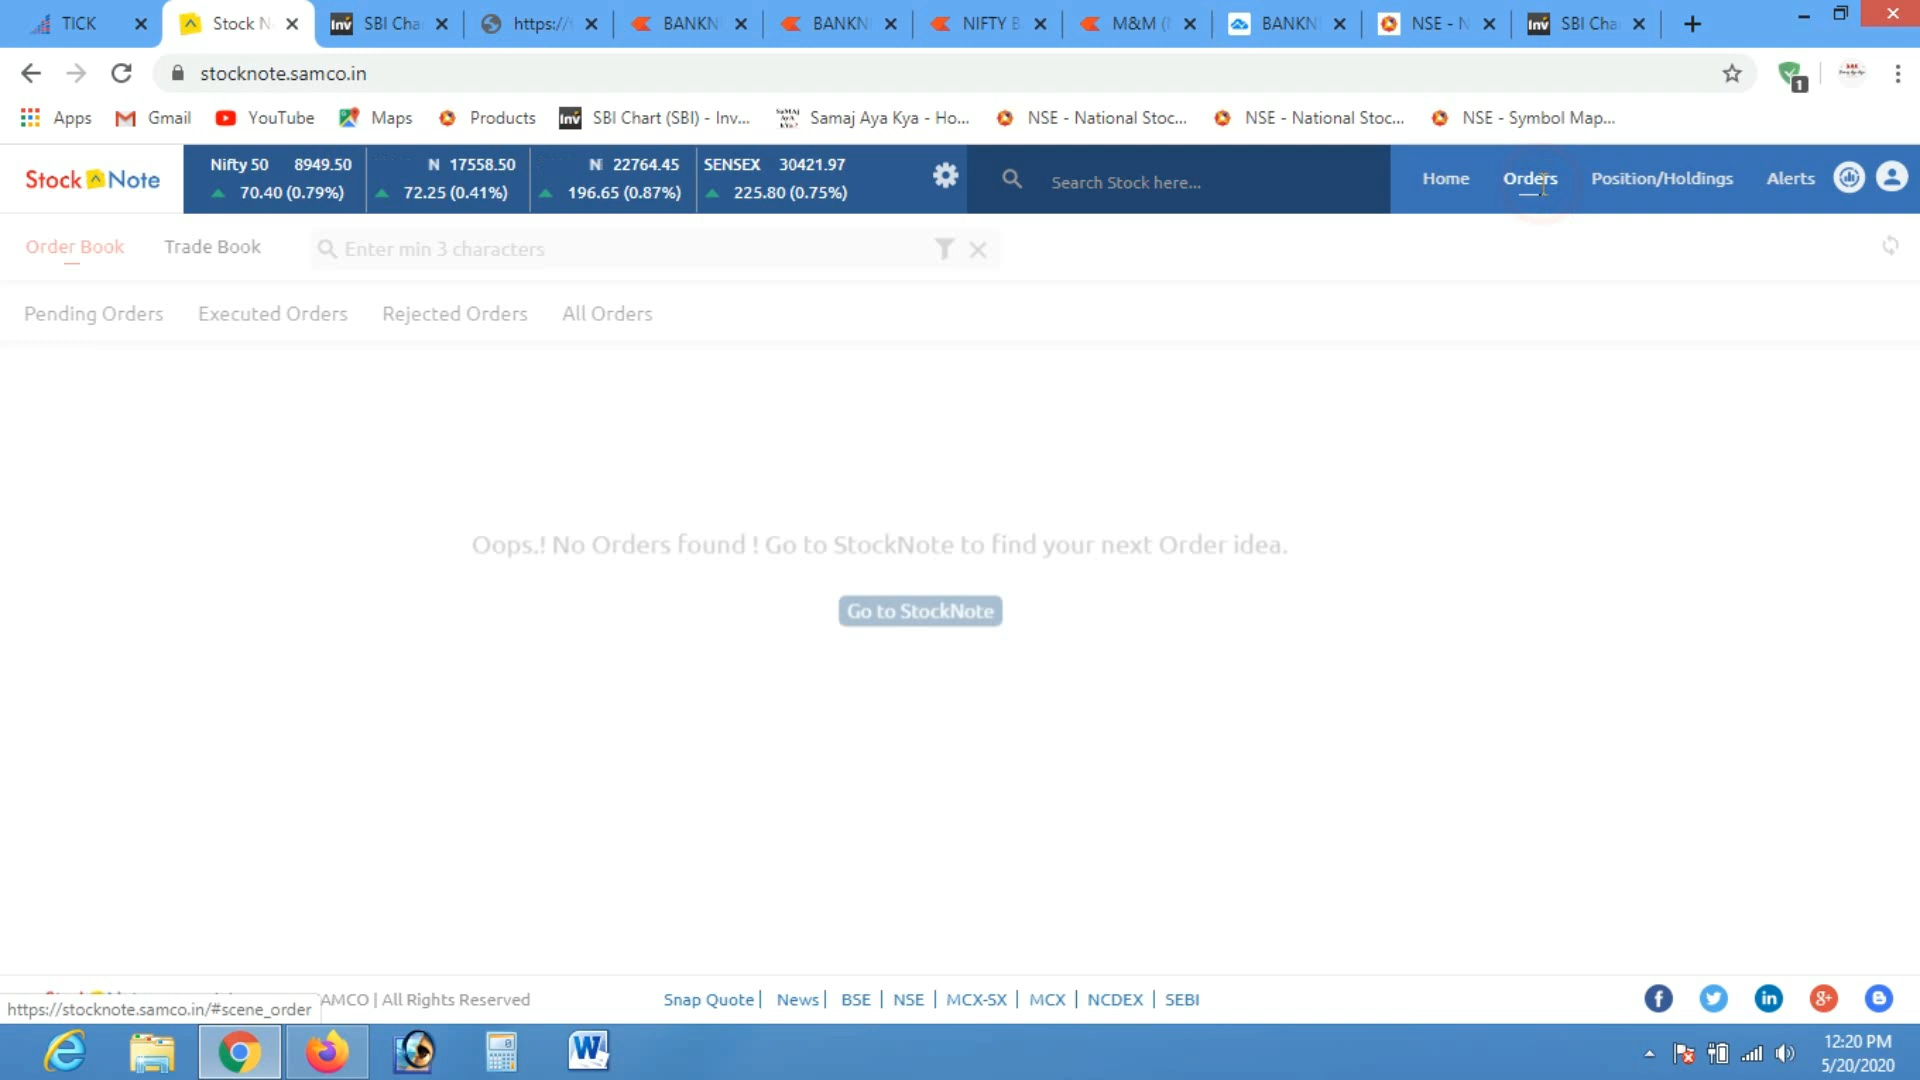 TICK
Stock N
SBI Cha
https://
BANKN
BANKN
NIFTY B
M&M (
BANKN
NSE - N
SBI Cha
stocknote.samco.in
1
Apps
Gmail
YouTube
Maps
Products
SBI Chart (SBI) - Inv...
Samaj Aya Kya - Ho...
NSE - National Stoc...
NSE - National Stoc...
NSE - Symbol Map...
Stock Note
Nifty 50 8949.50
70.40 (0.79%)
N 17558.50
72.25 (0.41%)
N 22764.45
196.65 (0.87%)
SENSEX 30421.97
225.80 (0.75%)
Search Stock here...
Home
Orders
Position/Holdings
Alerts
Order Book
Trade Book
Enter min 3 characters
Pending Orders
Executed Orders
Rejected Orders
All Orders
Oops.! No Orders found ! Go to StockNote to find your next Order idea.
Go to StockNote
AMCO | All Rights Reserved
Snap Quote | News | BSE | NSE | MCX-SX | MCX | NCDEX | SEBI
https://stocknote.samco.in/#scene_order
12:20 PM
5/20/2020